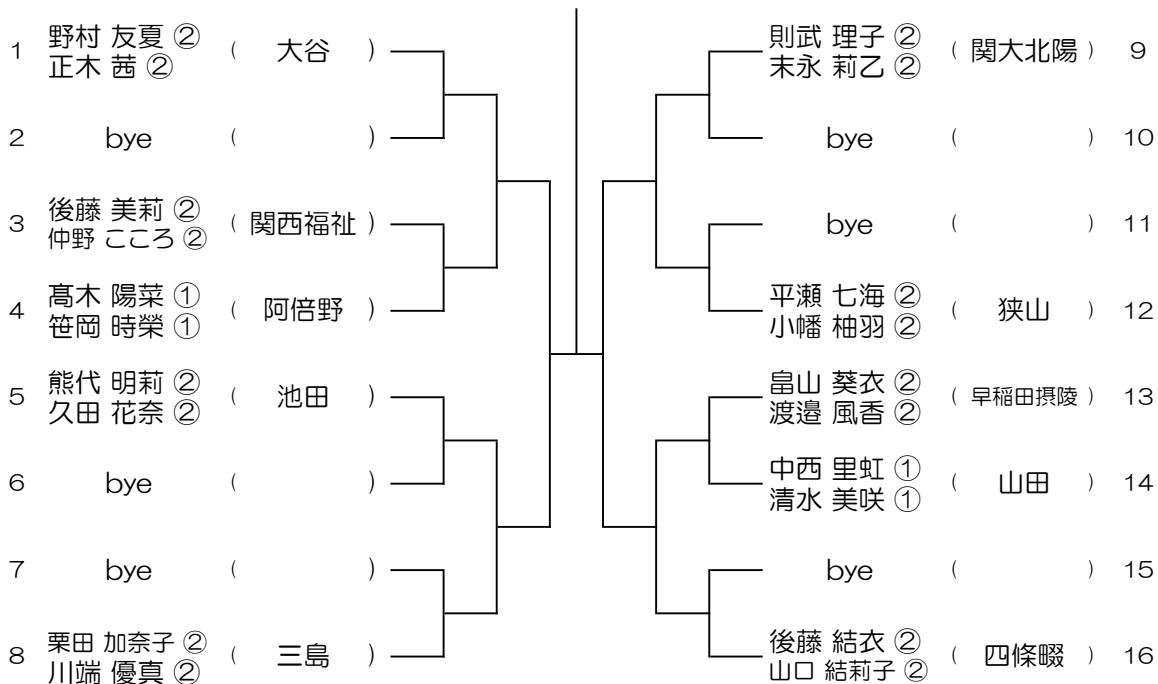 1 野村 友夏 ② ( 大谷 )
正木 茜 ②
2 bye ( )
3 後藤 美莉 ② ( 関西福祉 )
仲野 こころ ②
4 髙木 陽菜 ① ( 阿倍野 )
笹岡 時榮 ①
5 熊代 明莉 ② ( 池田 )
久田 花奈 ②
6 bye ( )
7 bye ( )
8 栗田 加奈子 ② ( 三島 )
川端 優真 ②
則武 理子 ② ( 関大北陽 ) 9
末永 莉乙 ②
bye ( ) 10
bye ( ) 11
平瀬 七海 ② ( 狭山 ) 12
小幡 柚羽 ②
畠山 葵衣 ② ( 早稲田摂陵 ) 13
渡邉 風香 ②
中西 里虹 ① ( 山田 ) 14
清水 美咲 ①
bye ( ) 15
後藤 結衣 ② ( 四條畷 ) 16
山口 結莉子 ②